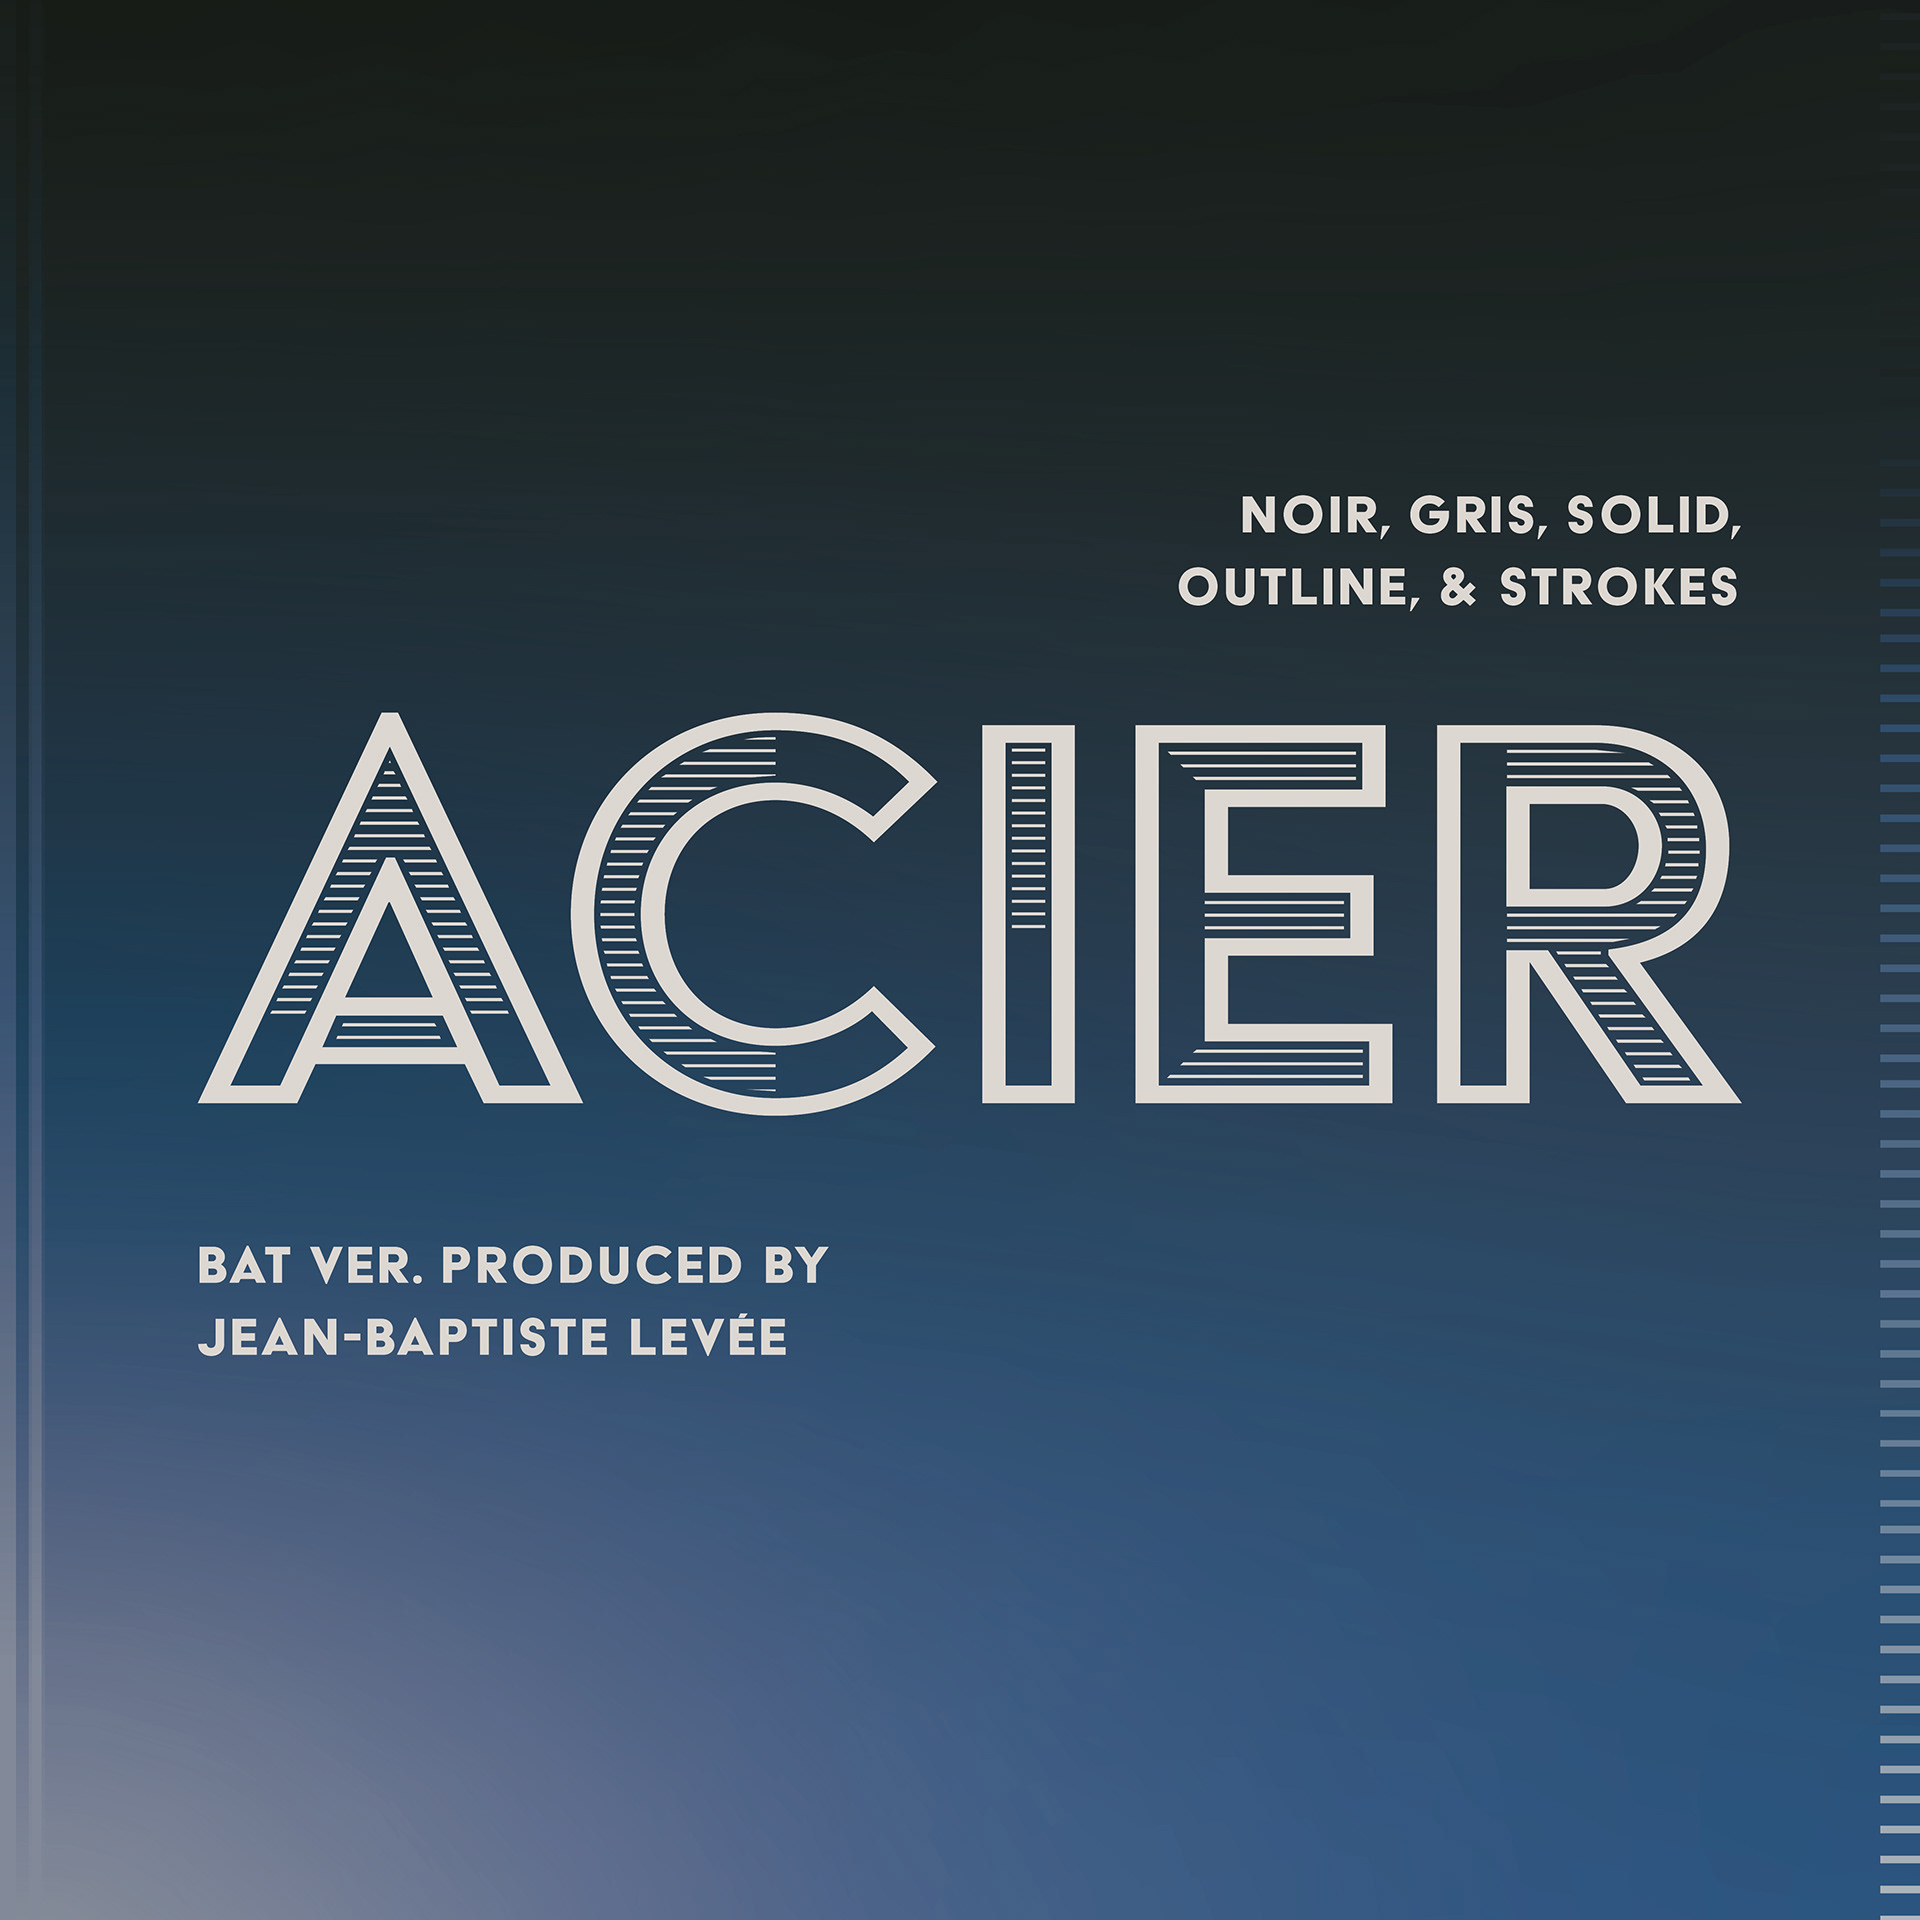 NOIR, GRIS, SOLID,
OUTLINE, & STROKES
ACIER
BAT VER. PRODUCED BY
JEAN-BAPTISTE LEVÉE